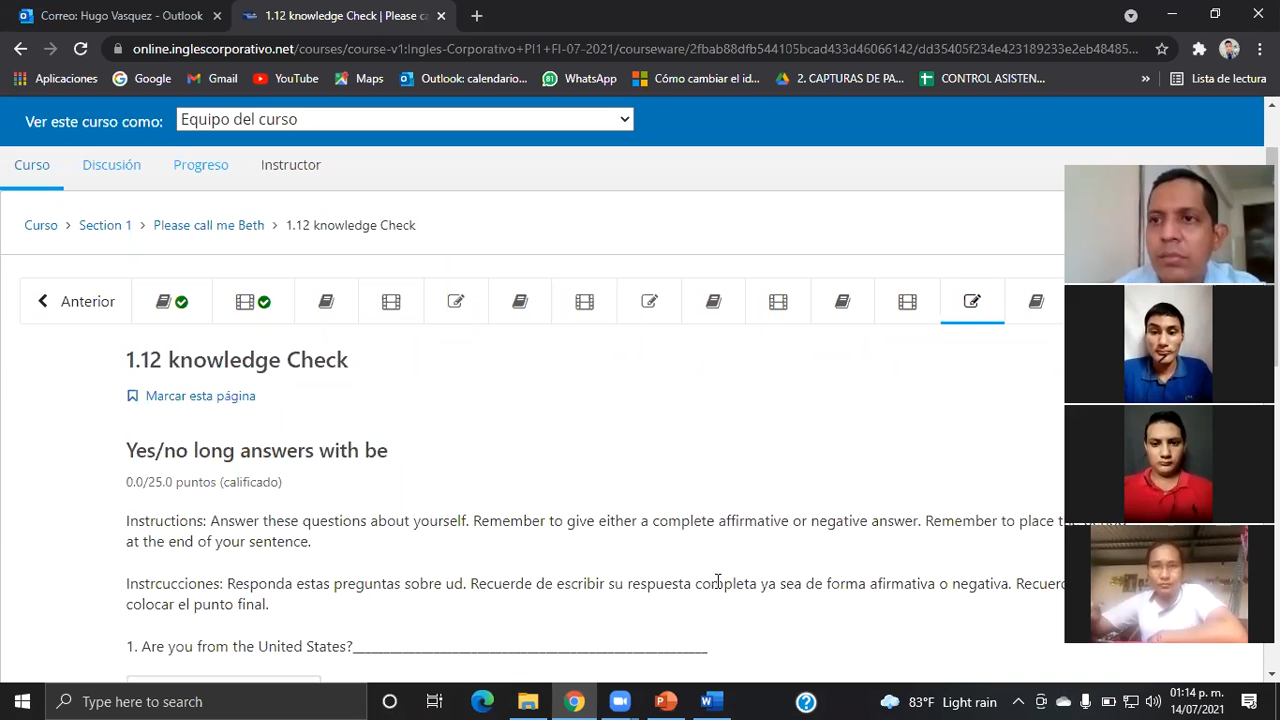 Correo: Hugo Vasquez - Outlook
1.12 knowledge Check | Please ca
online.inglescorporativo.net/courses/course-v1:Ingles-Corporativo PI1+FI-07-2021/courseware/2fbab88dfb544105bcad433d46066142/dd35405f234e423189233e2eb48485...
Aplicaciones Google Gmail YouTube Maps Outlook: calendario... WhatsApp Cómo cambiar el id... 2. CAPTURAS DE PA... CONTROL ASISTEN... » Lista de lectura
Ver este curso como: Equipo del curso
Curso Discusión Progreso Instructor
Curso > Section 1 > Please call me Beth > 1.12 knowledge Check
Anterior
1.12 knowledge Check
Marcar esta página
Yes/no long answers with be
0.0/25.0 puntos (calificado)
Instructions: Answer these questions about yourself. Remember to give either a complete affirmative or negative answer. Remember to place
at the end of your sentence.
Instrcucciones: Responda estas preguntas sobre ud. Recuerde de escribir su respuesta completa ya sea de forma afirmativa o negativa. Recuer
colocar el punto final.
1. Are you from the United States?
Type here to search
83°F Light rain
01:14 p. m.
14/07/2021